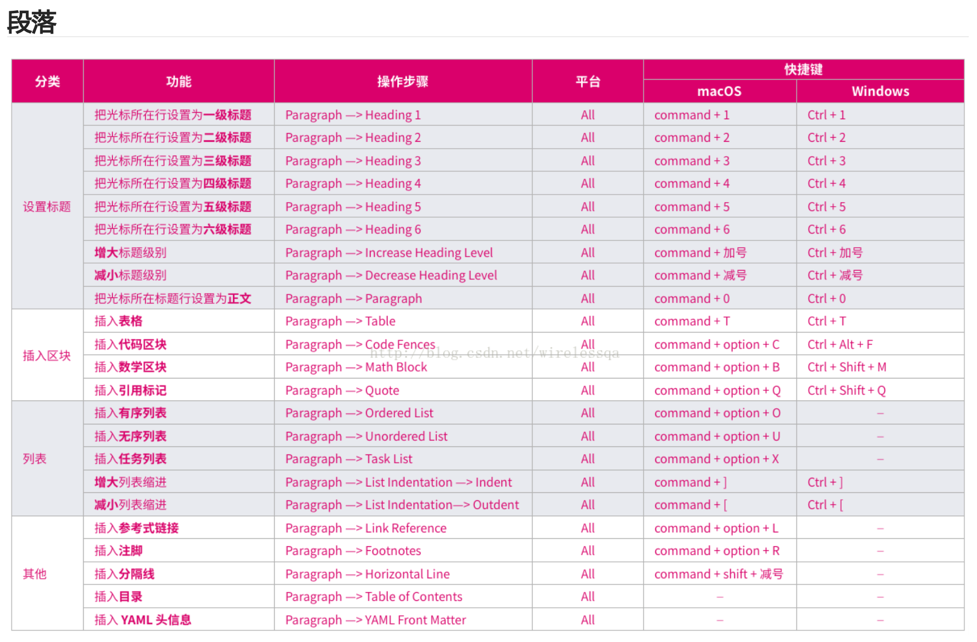 段落
分类 功能 操作步骤 平台 快捷键
macOS Windows
把光标所在行设置为一级标题 Paragraph —> Heading 1 All command + 1 Ctrl + 1
把光标所在行设置为二级标题 Paragraph —> Heading 2 All command + 2 Ctrl + 2
把光标所在行设置为三级标题 Paragraph —> Heading 3 All command + 3 Ctrl + 3
把光标所在行设置为四级标题 Paragraph —> Heading 4 All command + 4 Ctrl + 4
设置标题 把光标所在行设置为五级标题 Paragraph —> Heading 5 All command + 5 Ctrl + 5
把光标所在行设置为六级标题 Paragraph —> Heading 6 All command + 6 Ctrl + 6
增大标题级别 Paragraph —> Increase Heading Level All command + 加号 Ctrl + 加号
减小标题级别 Paragraph —> Decrease Heading Level All command + 减号 Ctrl + 减号
把光标所在标题行设置为正文 Paragraph —> Paragraph All command + 0 Ctrl + 0
插入表格 Paragraph —> Table All command + T Ctrl + T
插入区块 插入代码区块 Paragraph —> Code Fences All command + option + C Ctrl + Alt + F
http://blog.csdn.net/wirelessqa
插入数学区块 Paragraph —> Math Block All command + option + B Ctrl + Shift + M
插入引用标记 Paragraph —> Quote All command + option + Q Ctrl + Shift + Q
插入有序列表 Paragraph —> Ordered List All command + option + O –
插入无序列表 Paragraph —> Unordered List All command + option + U –
列表 插入任务列表 Paragraph —> Task List All command + option + X –
增大列表缩进 Paragraph —> List Indentation —> Indent All command + ] Ctrl + ]
减小列表缩进 Paragraph —> List Indentation—> Outdent All command + [ Ctrl + [
插入参考式链接 Paragraph —> Link Reference All command + option + L –
插入注脚 Paragraph —> Footnotes All command + option + R –
其他 插入分隔线 Paragraph —> Horizontal Line All command + shift + 减号 –
插入目录 Paragraph —> Table of Contents All – –
插入 YAML 头信息 Paragraph —> YAML Front Matter All – –